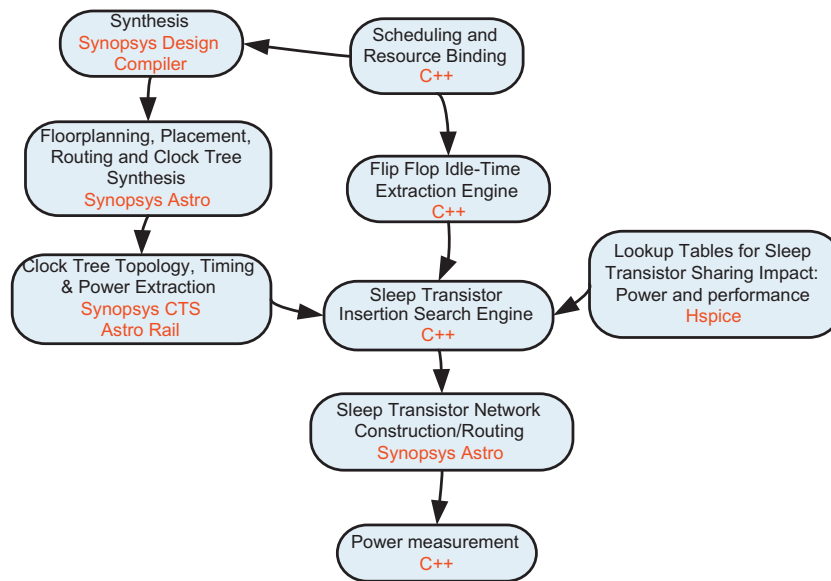 Synthesis
Synopsys Design
Compiler
Scheduling and
Resource Binding
C++
Floorplanning, Placement,
Routing and Clock Tree
Synthesis
Synopsys Astro
Flip Flop Idle-Time
Extraction Engine
C++
Clock Tree Topology, Timing
& Power Extraction
Synopsys CTS
Astro Rail
Sleep Transistor
Insertion Search Engine
C++
Lookup Tables for Sleep
Transistor Sharing Impact:
Power and performance
Hspice
Sleep Transistor Network
Construction/Routing
Synopsys Astro
Power measurement
C++